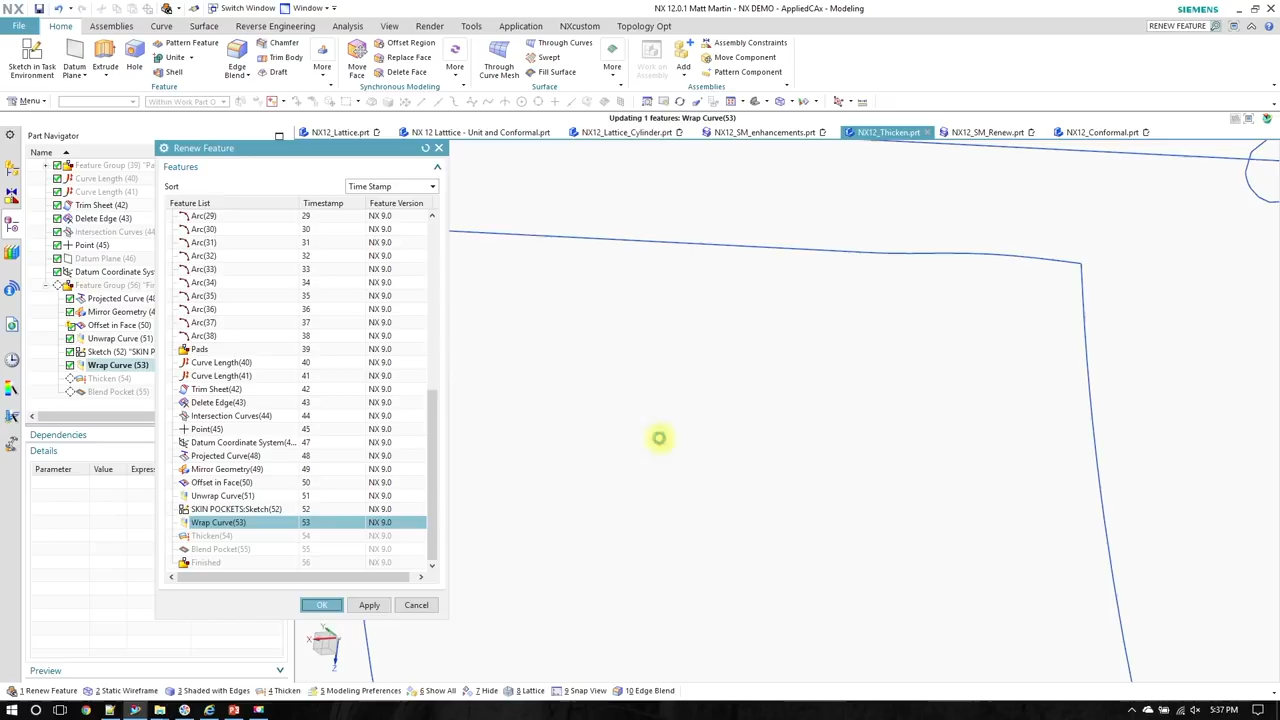 NX
Switch Window
Window
NX 12.0.1 Matt Martin - NX DEMO - AppliedCAx - Modeling
SIEMENS
File
Home
Assemblies
Curve
Surface
Reverse Engineering
Analysis
View
Render
Tools
Application
NXcustom
Topology Opt
RENEW FEATURE
Sketch in Task Environment
Datum Plane
Extrude
Hole
Pattern Feature
Unite
Shell
Edge Blend
Chamfer
Trim Body
Draft
More
Move Face
Offset Region
Replace Face
Delete Face
More
Through Curve Mesh
Through Curves
Swept
Fill Surface
More
Work on Assembly
Add
Assembly Constraints
Move Component
Pattern Component
Feature
Synchronous Modeling
Surface
Assemblies
Menu
Within Work Part O
Updating 1 features: Wrap Curve(53)
Part Navigator
NX12_Lattice.prt
NX 12 Latttice - Unit and Conformal.prt
NX12_Lattice_Cylinder.prt
NX12_SM_enhancements.prt
NX12_Thicken.prt
NX12_SM_Renew.prt
NX12_Conformal.prt
Name
Feature Group (39) "Pa
Curve Length (40)
Curve Length (41)
Trim Sheet (42)
Delete Edge (43)
Intersection Curves (44
Point (45)
Datum Plane (46)
Datum Coordinate Sys
Feature Group (56) "Fi
Projected Curve (48
Mirror Geometry (4
Offset in Face (50)
Unwrap Curve (51)
Sketch (52) "SKIN P
Wrap Curve (53)
Thicken (54)
Blend Pocket (55)
Dependencies
Details
Parameter Value Expres
Preview
Renew Feature
Features
Sort Time Stamp
Feature List Timestamp Feature Version
Arc(29) 29 NX 9.0
Arc(30) 30 NX 9.0
Arc(31) 31 NX 9.0
Arc(32) 32 NX 9.0
Arc(33) 33 NX 9.0
Arc(34) 34 NX 9.0
Arc(35) 35 NX 9.0
Arc(36) 36 NX 9.0
Arc(37) 37 NX 9.0
Arc(38) 38 NX 9.0
Pads 39 NX 9.0
Curve Length(40) 40 NX 9.0
Curve Length(41) 41 NX 9.0
Trim Sheet(42) 42 NX 9.0
Delete Edge(43) 43 NX 9.0
Intersection Curves(44) 44 NX 9.0
Point(45) 45 NX 9.0
Datum Coordinate System(4... 47 NX 9.0
Projected Curve(48) 48 NX 9.0
Mirror Geometry(49) 49 NX 9.0
Offset in Face(50) 50 NX 9.0
Unwrap Curve(51) 51 NX 9.0
SKIN POCKETS:Sketch(52) 52 NX 9.0
Wrap Curve(53) 53 NX 9.0
Thicken(54) 54 NX 9.0
Blend Pocket(55) 55 NX 9.0
Finished 56 NX 9.0
OK Apply Cancel
Y
X
Z
1 Renew Feature
2 Static Wireframe
3 Shaded with Edges
4 Thicken
5 Modeling Preferences
6 Show All
7 Hide
8 Lattice
9 Snap View
10 Edge Blend
5:37 PM